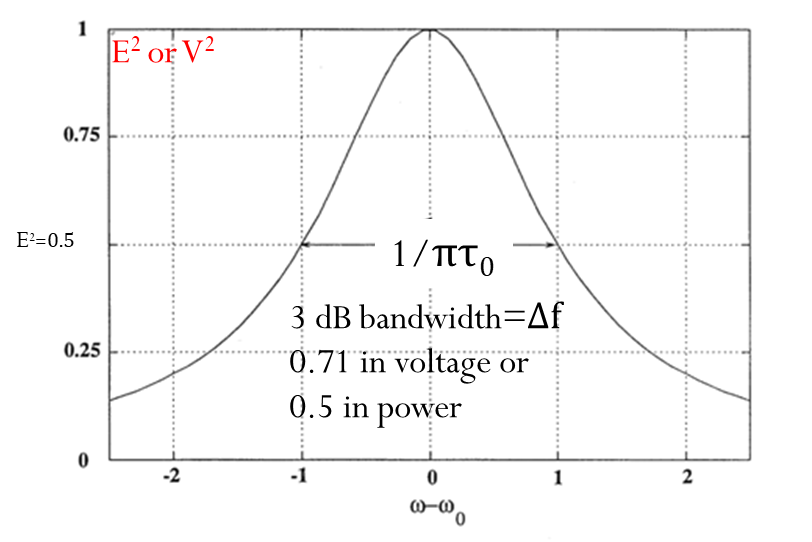 1
E² or V²
0.75
E²=0.5
1/πτ₀
3 dB bandwidth=Δf
0.25
0.71 in voltage or
0.5 in power
0
-2 -1 0 1 2
ω−ω₀